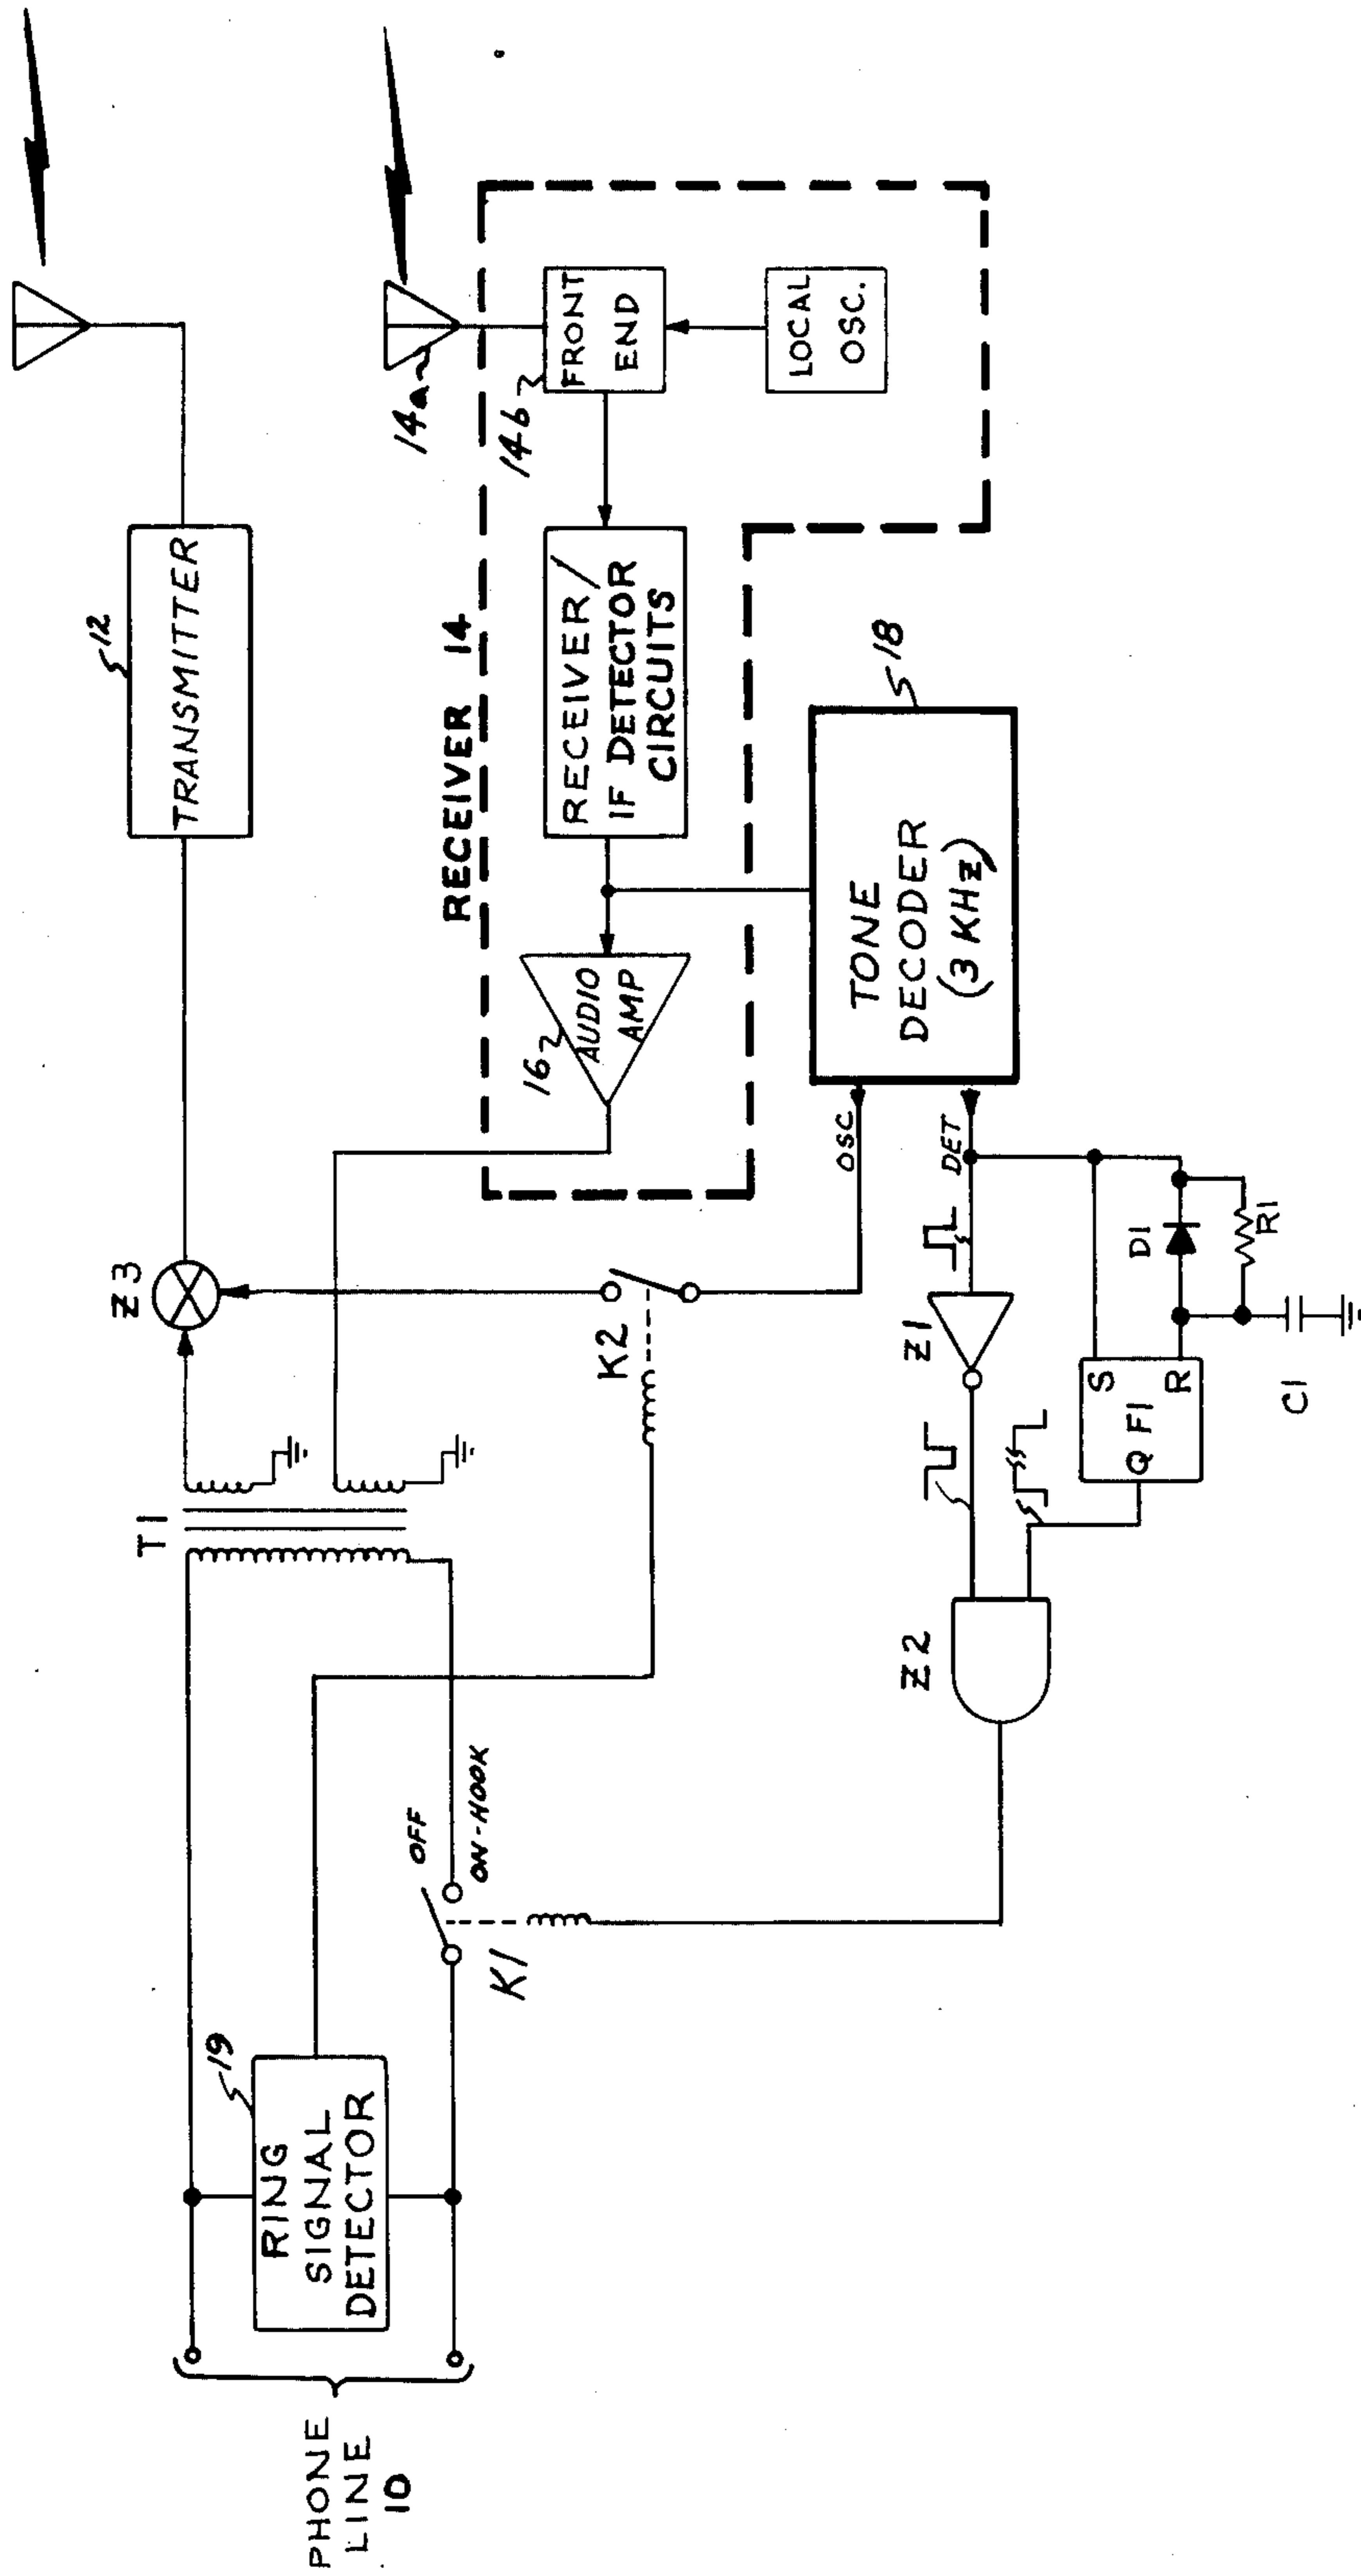 PHONE
LINE
10
19
RING
SIGNAL
DETECTOR
K1
OFF
ON-HOOK
T1
Z3
12
TRANSMITTER
K2
RECEIVER 14
14a
14b
FRONT
END
LOCAL
OSC.
RECEIVER/
IF DETECTOR
CIRCUITS
16
AUDIO
AMP
18
TONE
DECODER
(3 KHz)
OSC
DET
Z1
Z2
S
Q F1
R
D1
R1
C1